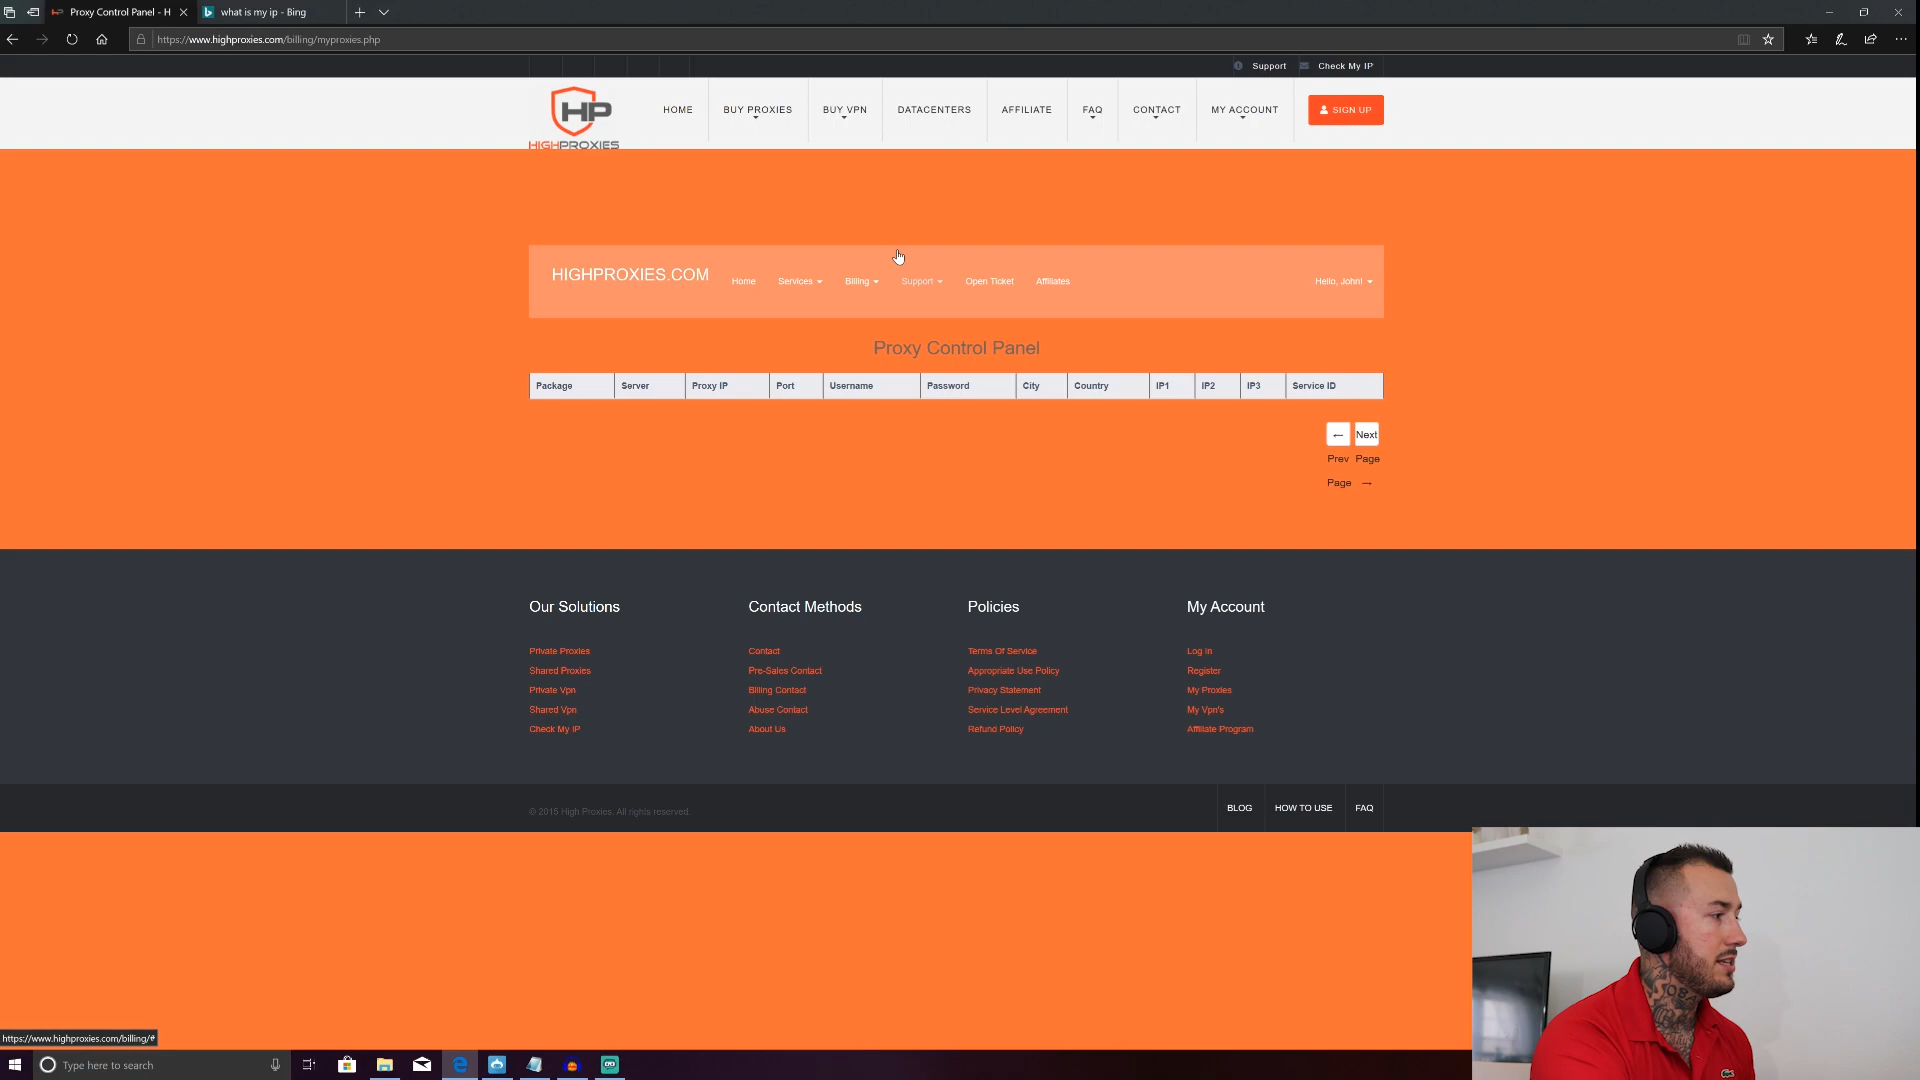 Proxy Control Panel - H
what is my ip - Bing
https://www.highproxies.com/billing/myproxies.php
Support
Check My IP
HP
HIGHPROXIES
HOME
BUY PROXIES
BUY VPN
DATACENTERS
AFFILIATE
FAQ
CONTACT
MY ACCOUNT
SIGN UP
HIGHPROXIES.COM
Home
Services
Billing
Support
Open Ticket
Affiliates
Hello, John!
Proxy Control Panel
Package Server Proxy IP Port Username Password City Country IP1 IP2 IP3 Service ID
← Next
Prev Page
Page →
Our Solutions
Private Proxies
Shared Proxies
Private Vpn
Shared Vpn
Check My IP
Contact Methods
Contact
Pre-Sales Contact
Billing Contact
Abuse Contact
About Us
Policies
Terms Of Service
Appropriate Use Policy
Privacy Statement
Service Level Agreement
Refund Policy
My Account
Log In
Register
My Proxies
My Vpn's
Affiliate Program
© 2015 High Proxies. All rights reserved.
BLOG
HOW TO USE
FAQ
https://www.highproxies.com/billing/#
Type here to search